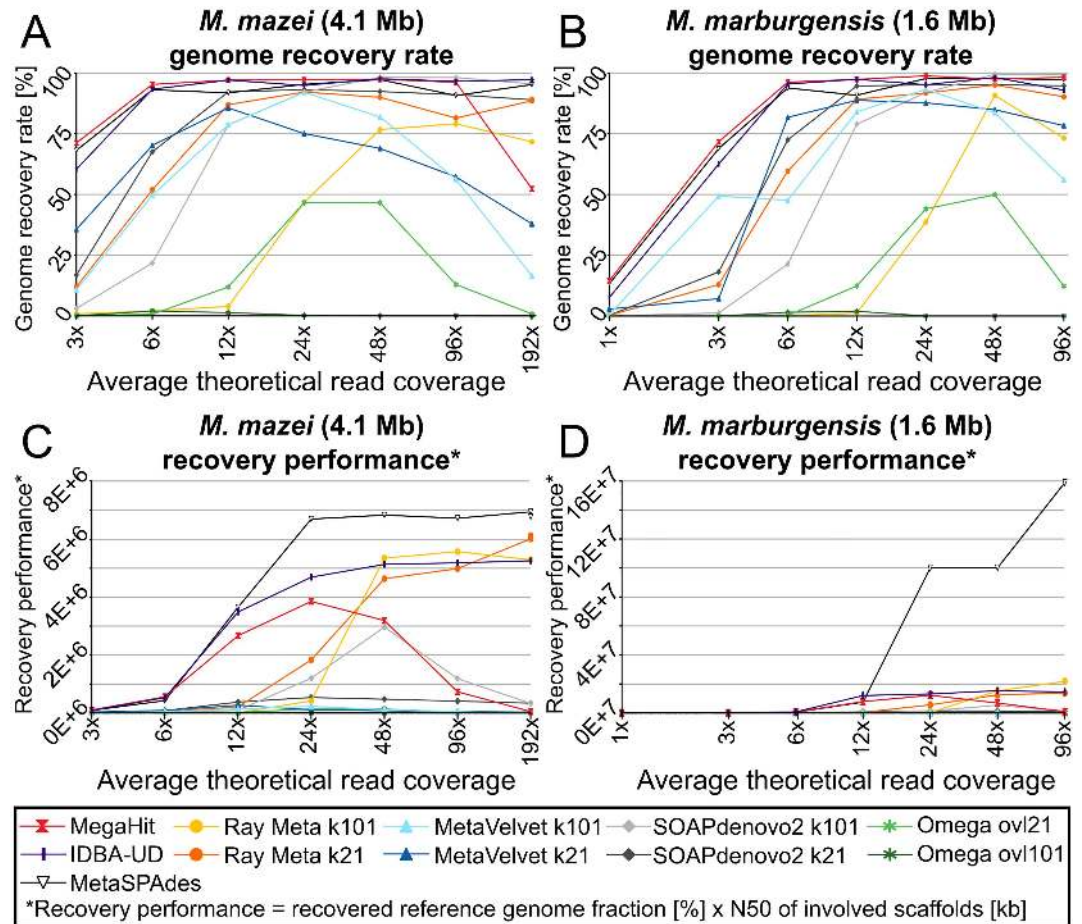 A
M. mazei (4.1 Mb)
genome recovery rate
Genome recovery rate [%]
100
75
50
25
0
3x
6x
12x
24x
48x
96x
192x
Average theoretical read coverage
B
M. marburgensis (1.6 Mb)
genome recovery rate
Genome recovery rate [%]
100
75
50
25
0
1x
3x
6x
12x
24x
48x
96x
Average theoretical read coverage
C
M. mazei (4.1 Mb)
recovery performance*
Recovery performance*
8E+6
6E+6
4E+6
2E+6
0E+6
3x
6x
12x
24x
48x
96x
192x
Average theoretical read coverage
D
M. marburgensis (1.6 Mb)
recovery performance*
Recovery performance*
16E+7
12E+7
8E+7
4E+7
0E+7
1x
3x
6x
12x
24x
48x
96x
Average theoretical read coverage
MegaHit Ray Meta k101 MetaVelvet k101 SOAPdenovo2 k101 Omega ovl21
IDBA-UD Ray Meta k21 MetaVelvet k21 SOAPdenovo2 k21 Omega ovl101
MetaSPAdes
*Recovery performance = recovered reference genome fraction [%] x N50 of involved scaffolds [kb]